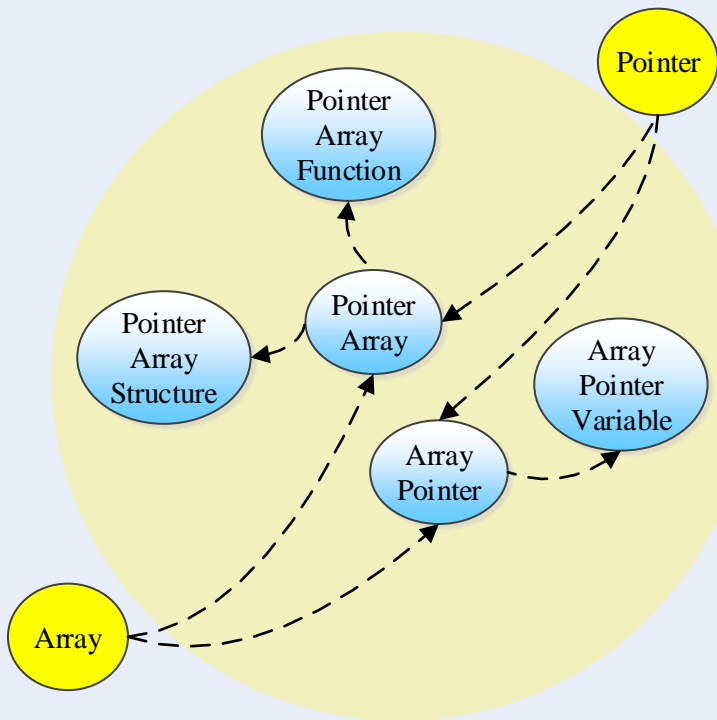 Pointer
Pointer
Array
Function
Pointer
Array
Pointer
Array
Structure
Array
Pointer
Variable
Array
Pointer
Array